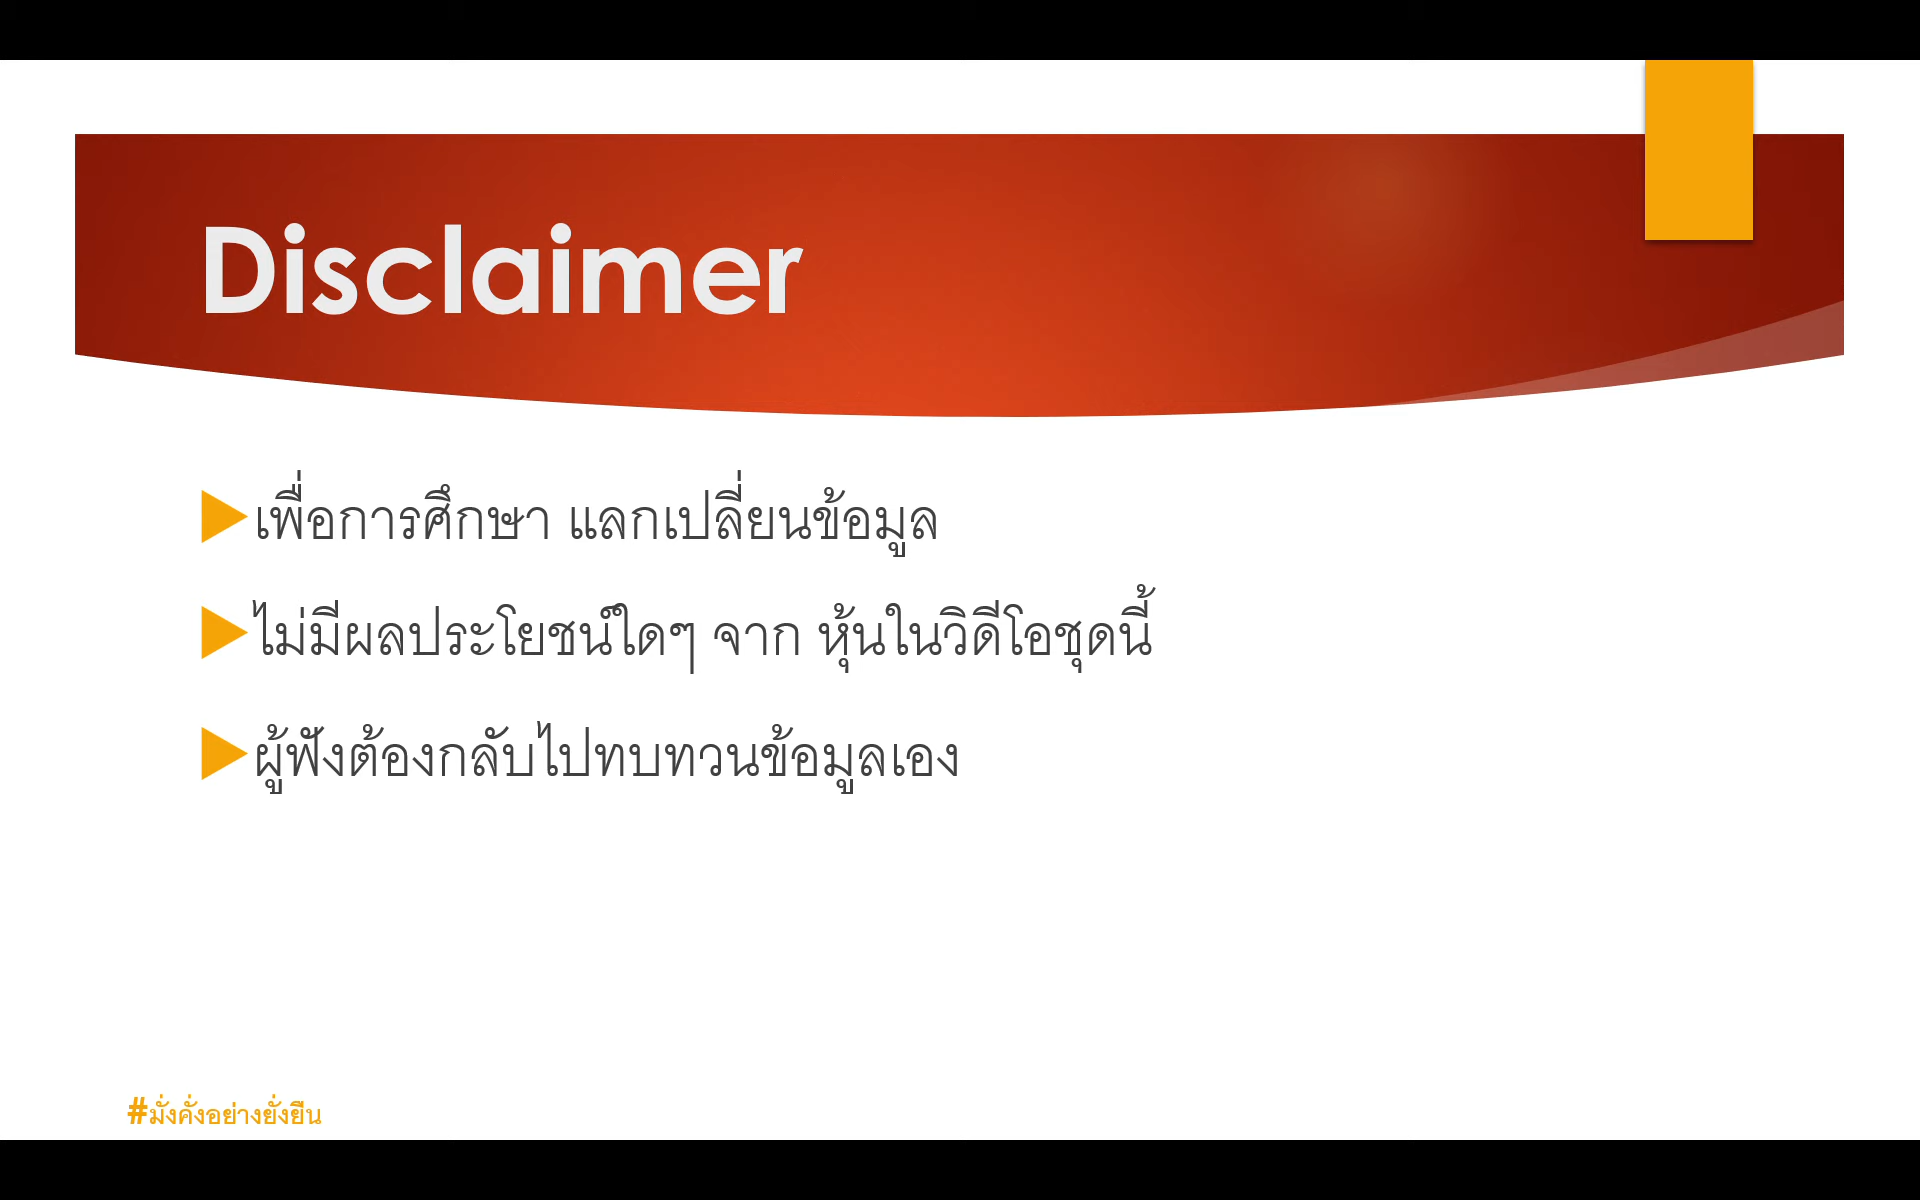 Disclaimer
เพื่อการศึกษา แลกเปลี่ยนข้อมูล
ไม่มีผลประโยชน์ใดๆ จาก หุ้นในวิดีโอชุดนี้
ผู้ฟังต้องกลับไปทบทวนข้อมูลเอง
#มั่งคั่งอย่างยั่งยืน